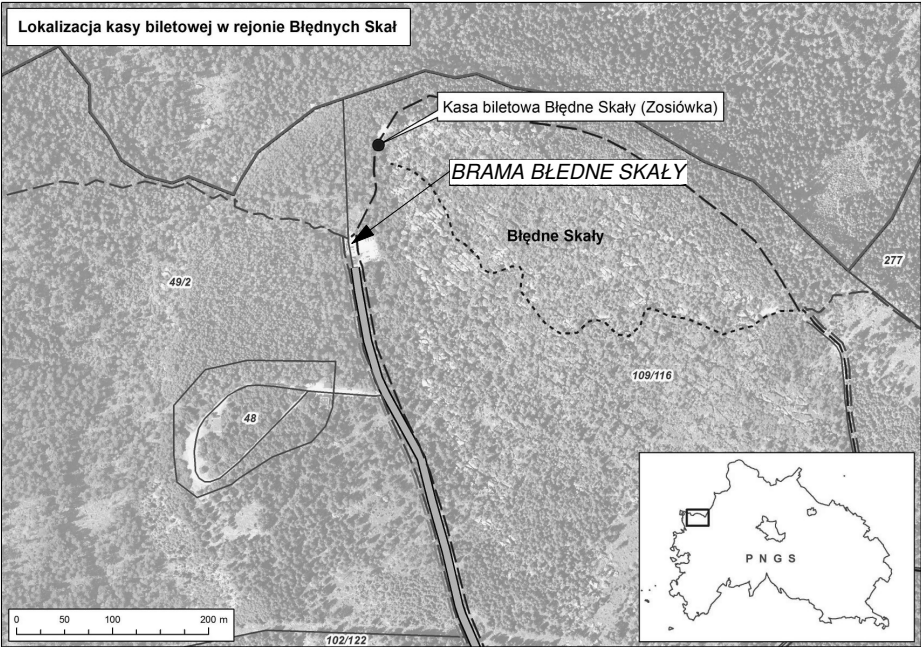 Lokalizacja kasy biletowej w rejonie Błędnych Skał
Kasa biletowa Błędne Skały (Zosiówka)
BRAMA BŁEDNE SKAŁY
Błędne Skały
277
49/2
109/116
48
PNGS
0 50 100 200 m
102/122